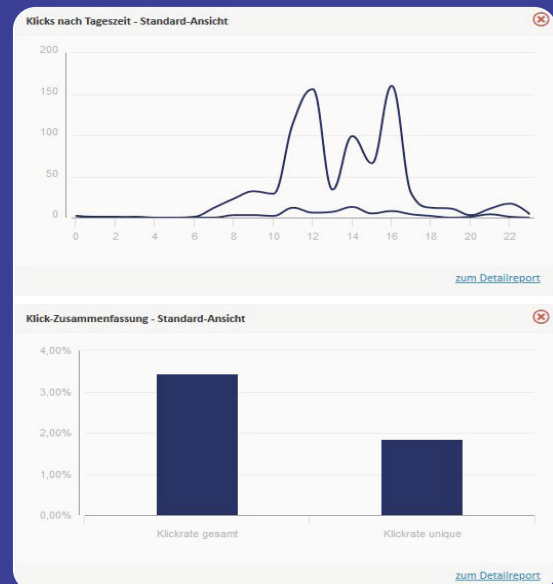 Klicks nach Tageszeit - Standard-Ansicht
200
150
100
50
0
0 2 4 6 8 10 12 14 16 18 20 22
zum Detailreport
Klick-Zusammenfassung - Standard-Ansicht
4,00%
3,00%
2,00%
1,00%
0,00%
Klickrate gesamt Klickrate unique
zum Detailreport